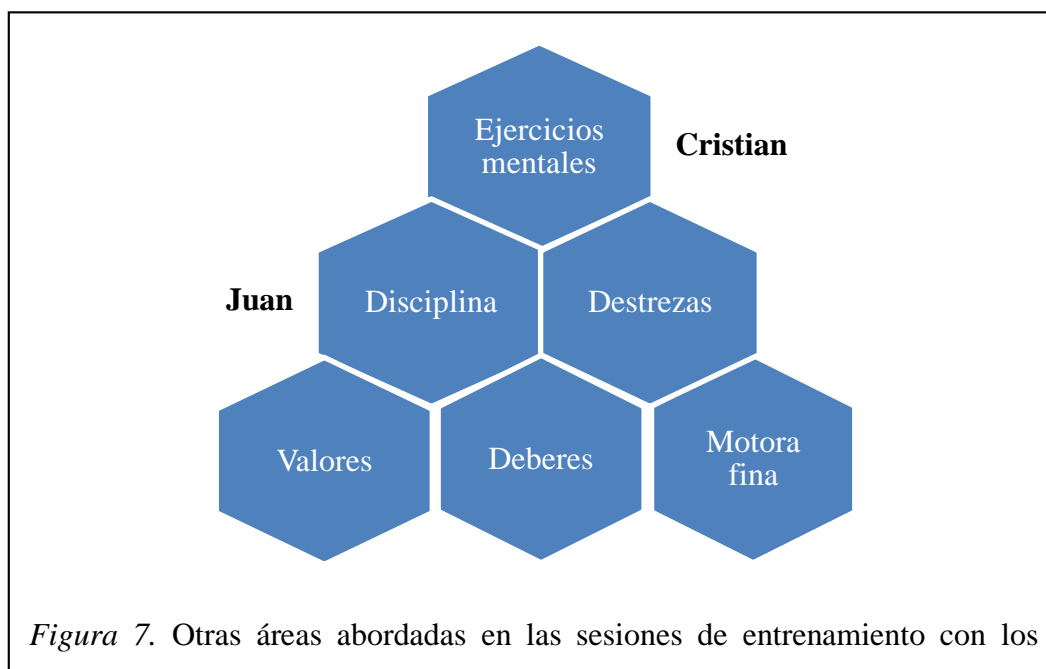 Ejercicios
mentales
Cristian
Juan
Disciplina
Destrezas
Valores
Deberes
Motora
fina
Figura 7. Otras áreas abordadas en las sesiones de entrenamiento con los